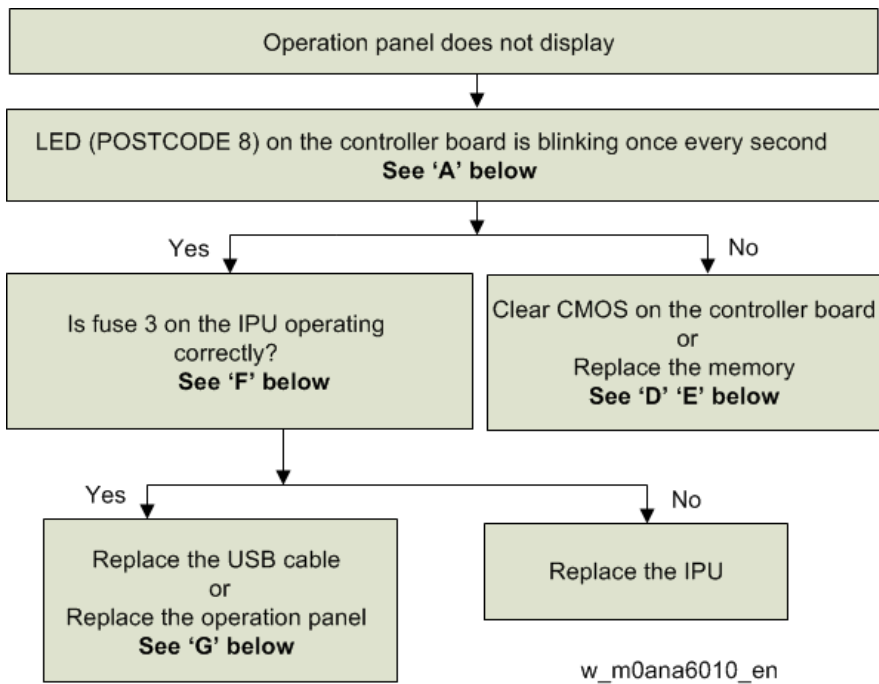 Operation panel does not display
LED (POSTCODE 8) on the controller board is blinking once every second
See ‘A’ below
Yes
No
Is fuse 3 on the IPU operating
correctly?
See ‘F’ below
Clear CMOS on the controller board
or
Replace the memory
See ‘D’ ‘E’ below
Yes
No
Replace the USB cable
or
Replace the operation panel
See ‘G’ below
Replace the IPU
w_m0ana6010_en